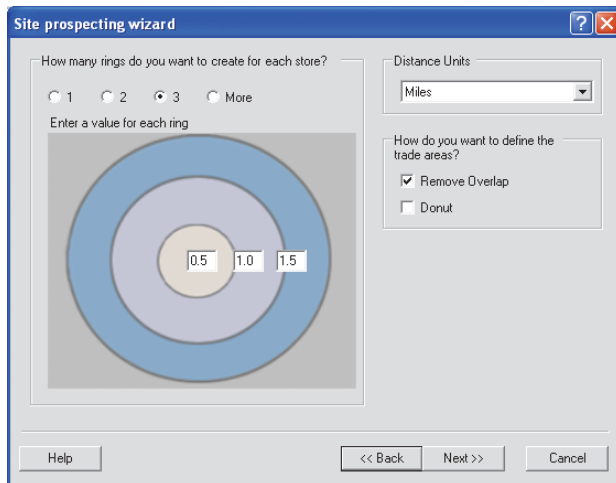 Site prospecting wizard
How many rings do you want to create for each store?
1 2 3 More
Enter a value for each ring
0.5 1.0 1.5
Distance Units
Miles
How do you want to define the
trade areas?
Remove Overlap
Donut
Help
<< Back
Next >>
Cancel